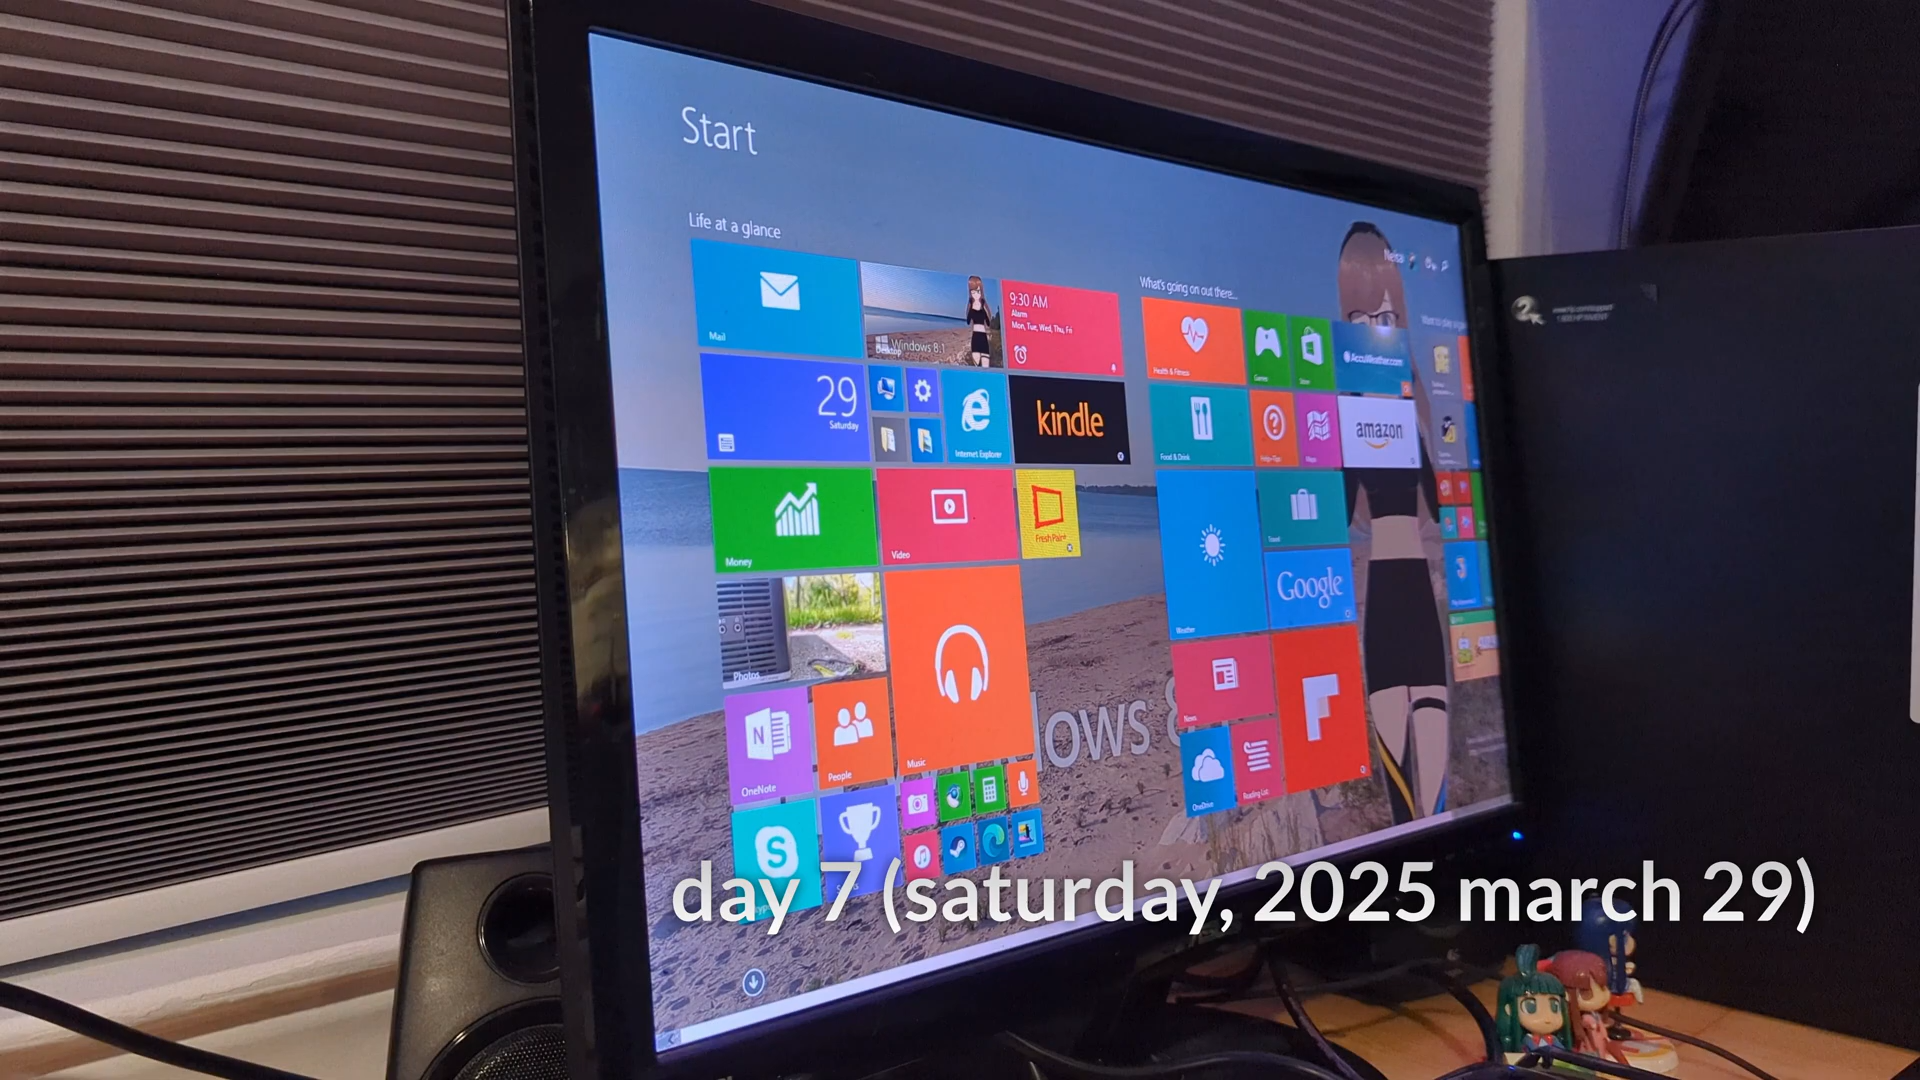 Start
Life at a glance
Mail
Windows 8.1
Desktop
9:30 AM
Alarm
Mon, Tue, Wed, Thu, Fri
29
Saturday
Internet Explorer
kindle
Money
Video
Fresh Paint
Photos
OneNote
People
Music
What's going on out there...
Health & Fitness
Games
Store
AccuWeather.com
Food & Drink
Help+Tips
Maps
amazon
Weather
Travel
Google
News
OneDrive
Reading List
Neisa
day 7 (saturday, 2025 march 29)